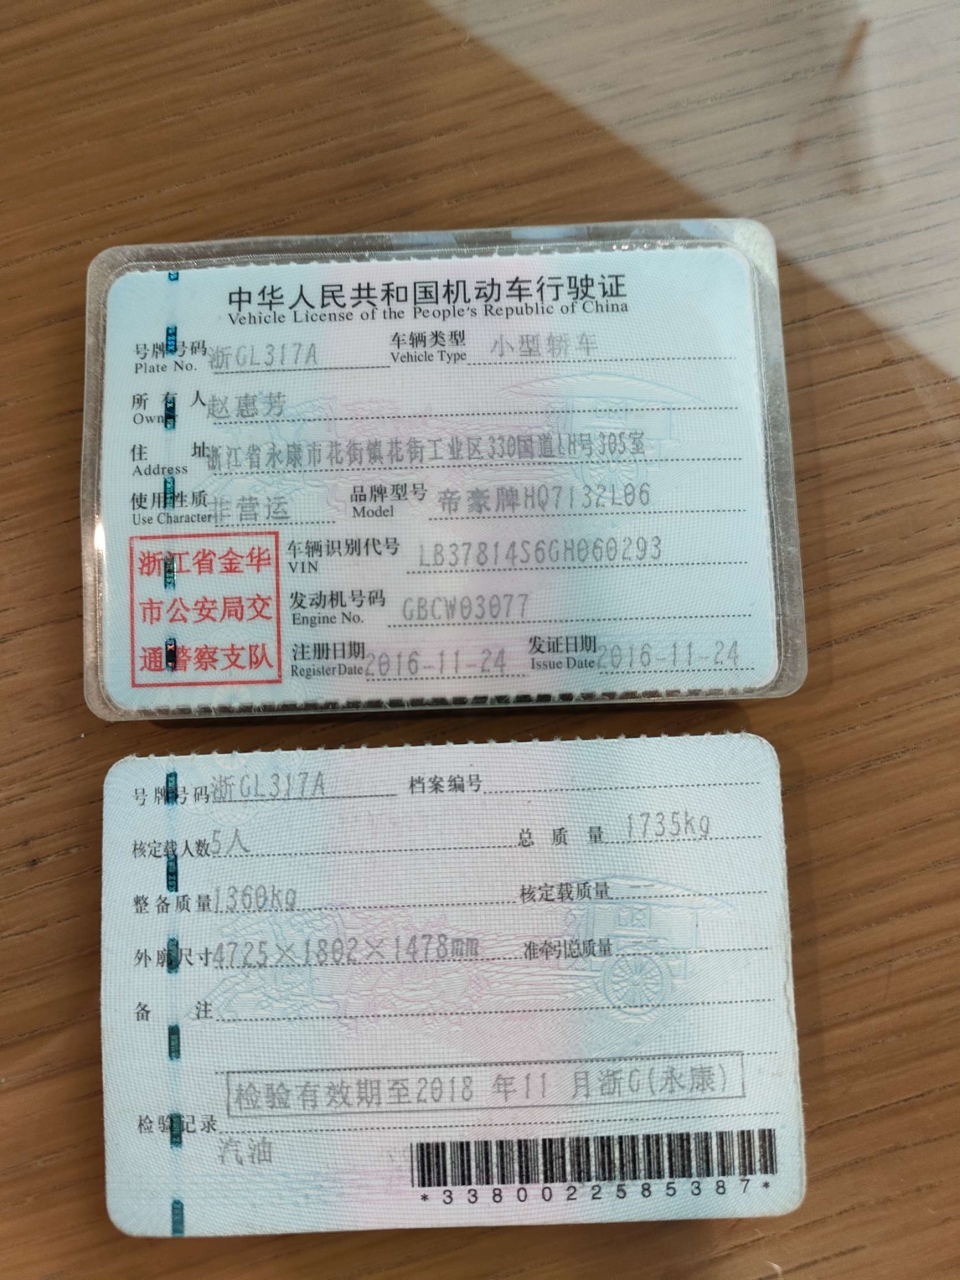 中华人民共和国机动车行驶证
Vehicle License of the People's Republic of China
号牌号码 浙GL317A 车辆类型 小型轿车
Plate No. Vehicle Type
所有人 赵惠芳
Owner
住址 浙江省永康市花街镇花街工业区330国道LH号305室
Address
使用性质 非营运 品牌型号 帝豪牌HQ7132L06
Use Character Model
浙江省金华
市公安局交
通警察支队
车辆识别代号 LB37814S6GH060293
VIN
发动机号码 GBCW03077
Engine No.
注册日期 2016-11-24 发证日期 2016-11-24
Register Date Issue Date
号牌号码 浙GL317A 档案编号
核定载人数 5人 总质量 1735kg
整备质量 1360kg 核定载质量 --
外廓尺寸 4725×1802×1478mm 准牵引总质量 --
备注
检验有效期至2018 年11 月浙G(永康)
检验记录
汽油
*3380022585387*